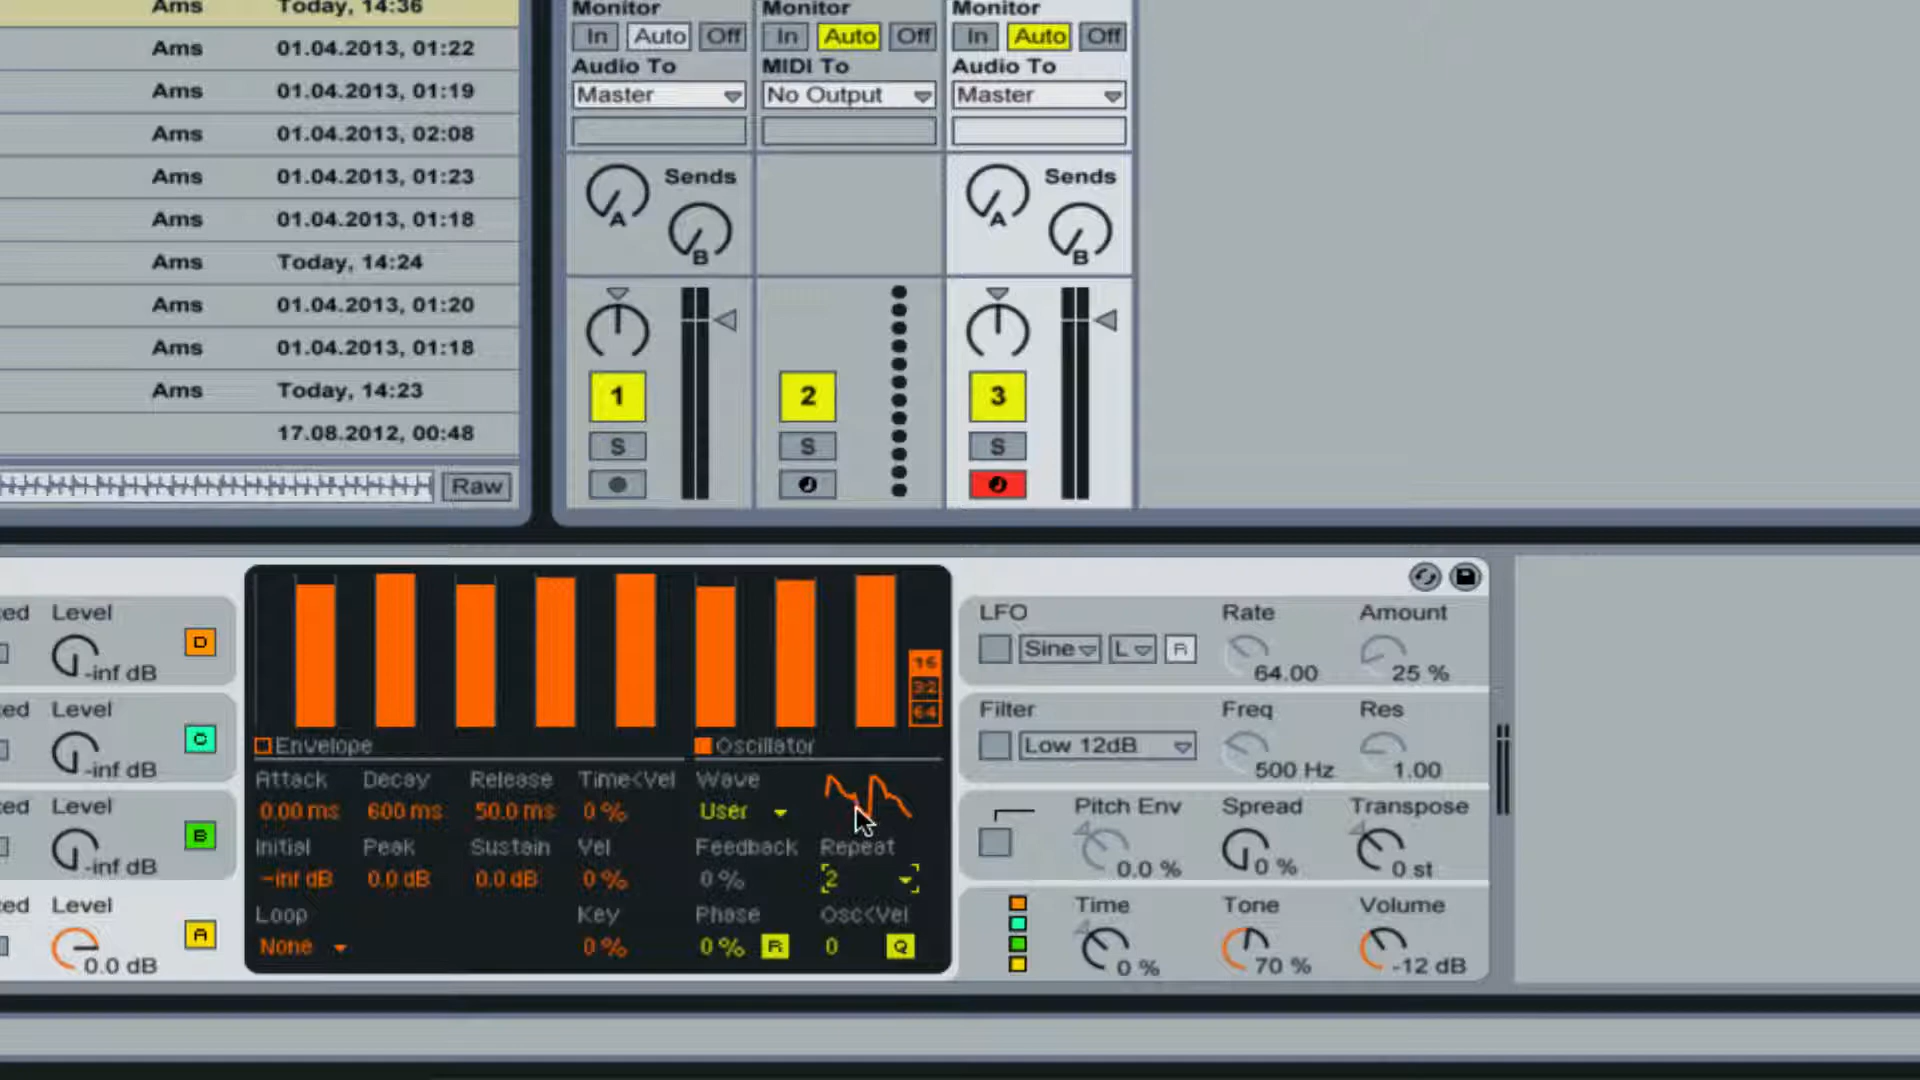 Ams Today, 14:36
Ams 01.04.2013, 01:22
Ams 01.04.2013, 01:19
Ams 01.04.2013, 02:08
Ams 01.04.2013, 01:23
Ams 01.04.2013, 01:18
Ams Today, 14:24
Ams 01.04.2013, 01:20
Ams 01.04.2013, 01:18
Ams Today, 14:23
17.08.2012, 00:48
Raw
Monitor Monitor Monitor
In Auto Off In Auto Off In Auto Off
Audio To MIDI To Audio To
Master No Output Master
Sends Sends
A B A B
1 2 3
S S S
Level
-inf dB D
Level
-inf dB C
Level
-inf dB B
Level
0.0 dB A
16
32
64
Envelope Oscillator
Attack Decay Release Time<Vel Wave
0.00 ms 600 ms 50.0 ms 0 % User
Initial Peak Sustain Vel Feedback Repeat
-inf dB 0.0 dB 0.0 dB 0 % 0 % 2
Loop Key Phase Osc<Vel
None 0 % 0 % R 0 Q
LFO Rate Amount
Sine L R 64.00 25 %
Filter Freq Res
Low 12dB 500 Hz 1.00
Pitch Env Spread Transpose
0.0 % 0 % 0 st
Time Tone Volume
0 % 70 % -12 dB